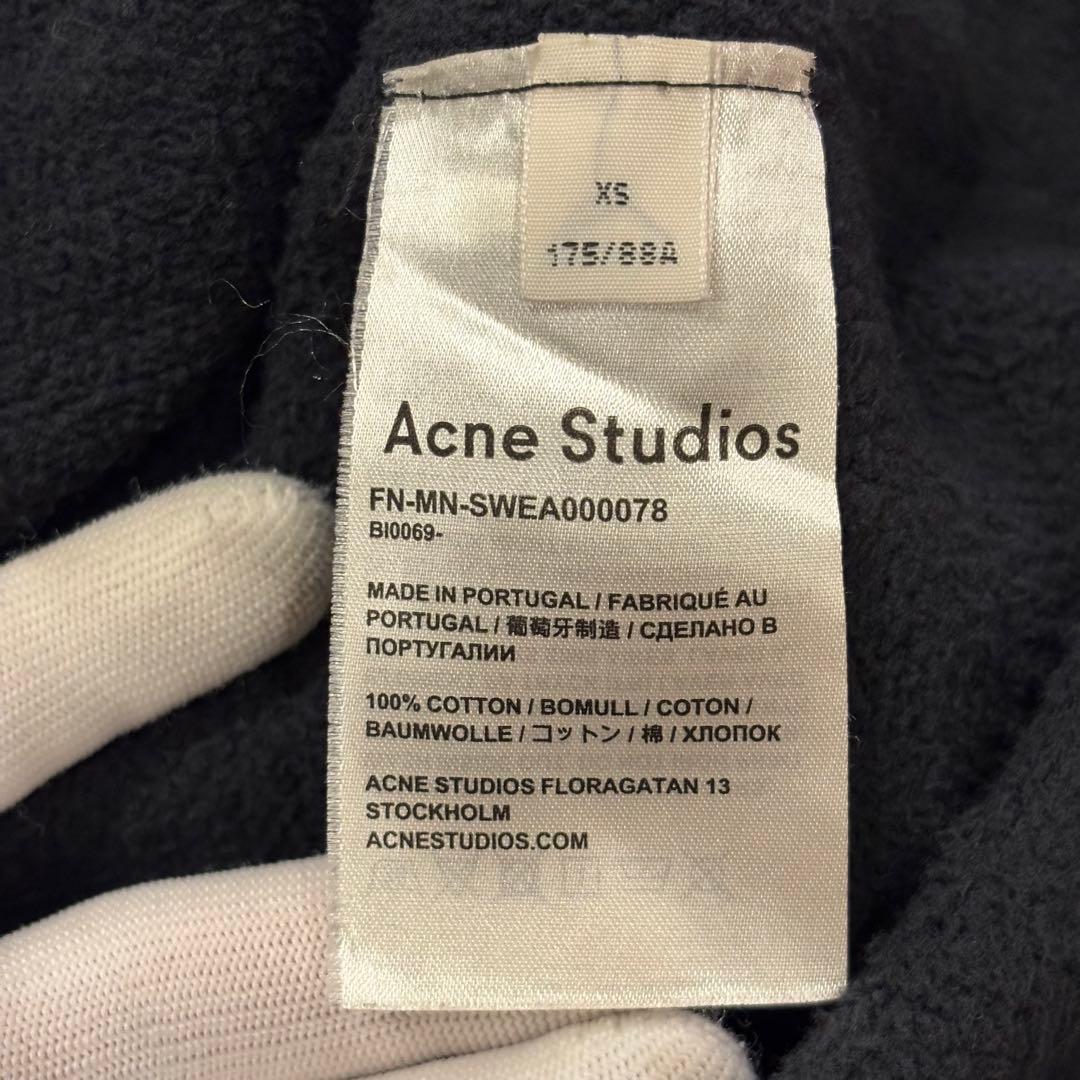 XS
175/88A
Acne Studios
FN-MN-SWEA000078
BI0069-
MADE IN PORTUGAL / FABRIQUÉ AU
PORTUGAL / 葡萄牙制造 / СДЕЛАНО В
ПОРТУГАЛИИ
100% COTTON / BOMULL / COTON /
BAUMWOLLE / コットン / 棉 / ХЛОПОК
ACNE STUDIOS FLORAGATAN 13
STOCKHOLM
ACNESTUDIOS.COM